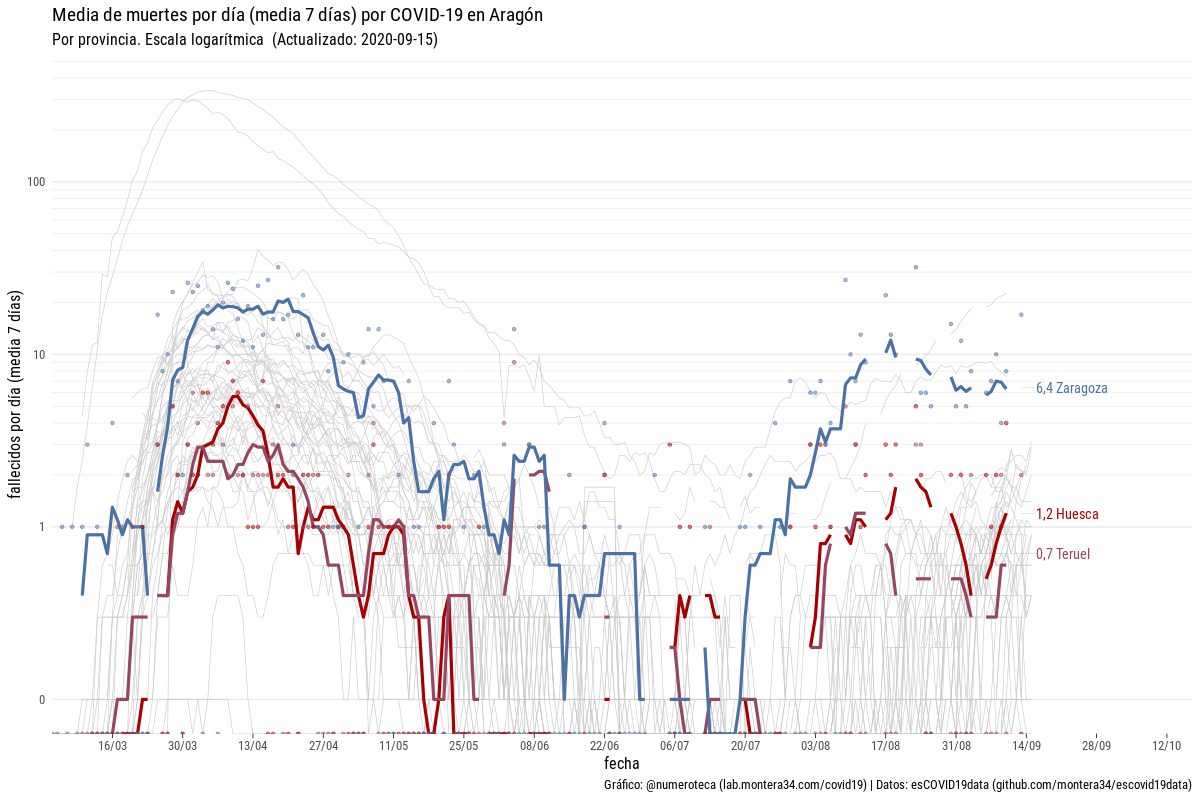 Media de muertes por día (media 7 días) por COVID-19 en Aragón
Por provincia. Escala logarítmica  (Actualizado: 2020-09-15)
fallecidos por día (media  7 días)
100
10
1
0
6,4 Zaragoza
1,2 Huesca
0,7 Teruel
16/03 30/03 13/04 27/04 11/05 25/05 08/06 22/06 06/07 20/07 03/08 17/08 31/08 14/09 28/09 12/10
fecha
Gráfico: @numeroteca (lab.montera34.com/covid19) | Datos: esCOVID19data (github.com/montera34/escovid19data)